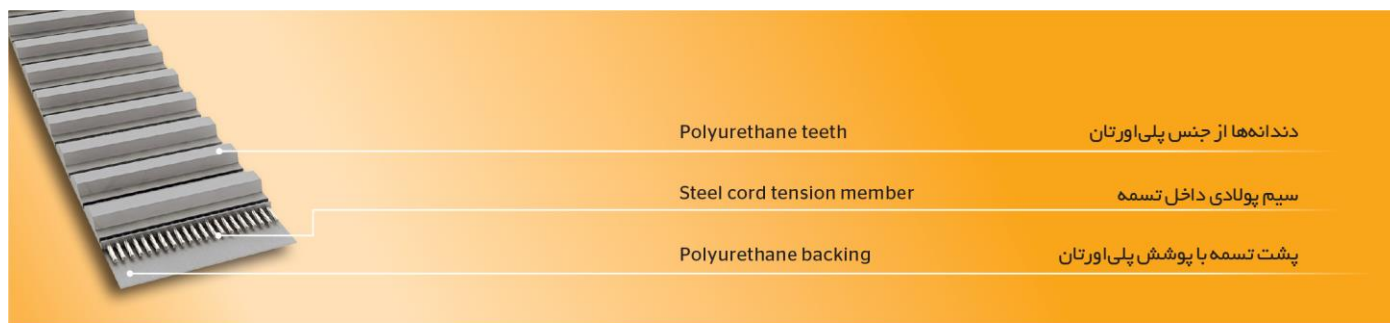 Polyurethane teeth دندانه‌ها از جنس پلی‌اورتان
Steel cord tension member سیم پولادی داخل تسمه
Polyurethane backing پشت تسمه با پوشش پلی‌اورتان